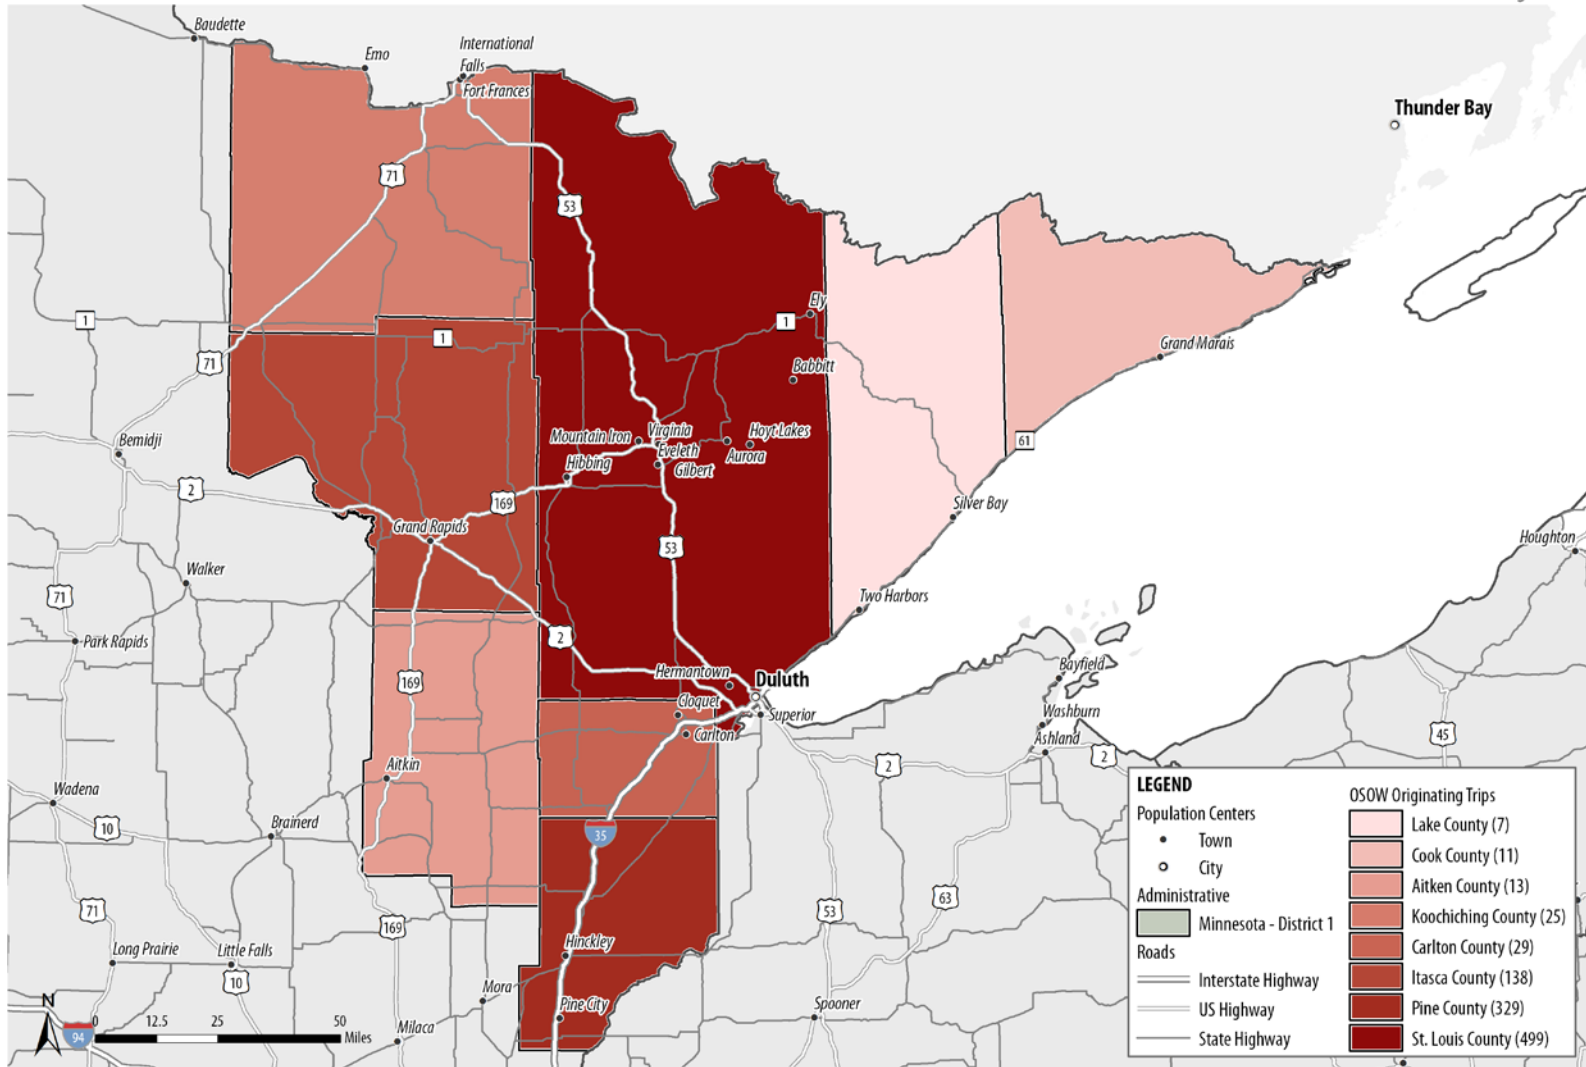 Baudette
Emo
International
Falls
Fort Frances
Thunder Bay
71
53
1
71
1
1
Ely
Babbitt
Grand Marais
Bemidji
Mountain Iron
Virginia
Hoyt Lakes
Eveleth
Aurora
Gilbert
Hibbing
61
2
169
Silver Bay
Grand Rapids
53
Houghton
Walker
71
Two Harbors
Park Rapids
2
169
Hermantown
Duluth
Bayfield
Cloquet
Superior
Washburn
Carlton
Ashland
45
2
2
Aitkin
Wadena
10
Brainerd
35
71
169
53
63
Long Prairie
Little Falls
Hinckley
10
Mora
Pine City
Spooner
Milaca
N
94
0 12.5 25 50
Miles
LEGEND
Population Centers
Town
City
Administrative
Minnesota - District 1
Roads
Interstate Highway
US Highway
State Highway
OSOW Originating Trips
Lake County (7)
Cook County (11)
Aitken County (13)
Koochiching County (25)
Carlton County (29)
Itasca County (138)
Pine County (329)
St. Louis County (499)